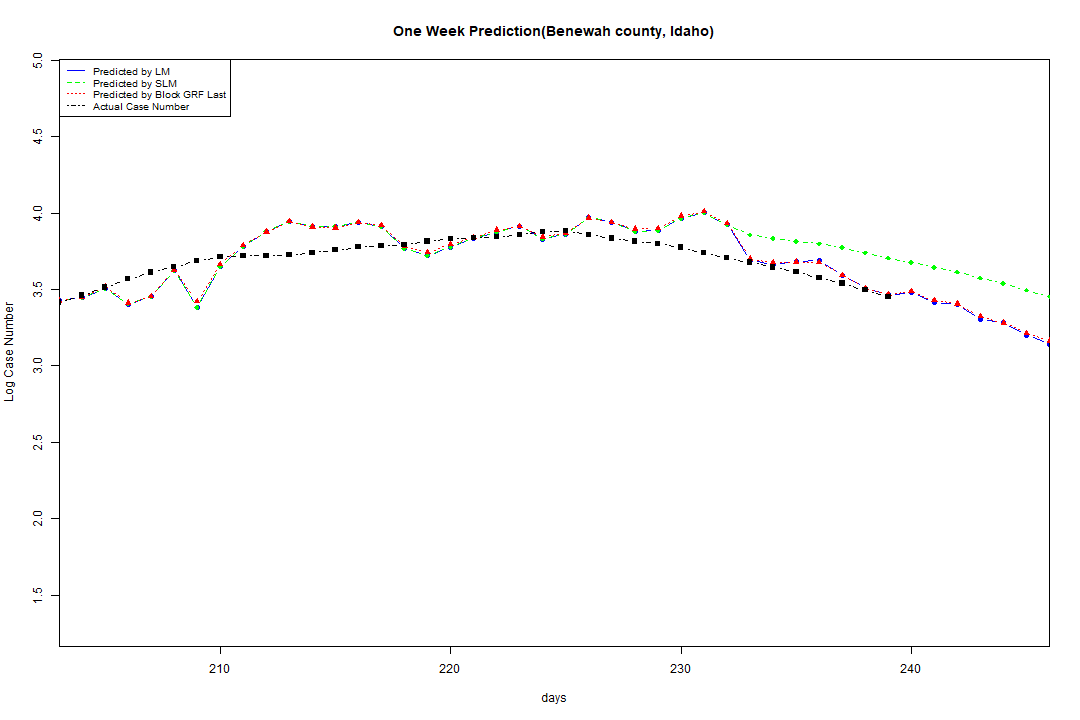 One Week Prediction(Benewah county, Idaho)
Predicted by LM
Predicted by SLM
Predicted by Block GRF Last
Actual Case Number
5.0
4.5
4.0
3.5
3.0
2.5
2.0
1.5
Log Case Number
210 220 230 240
days